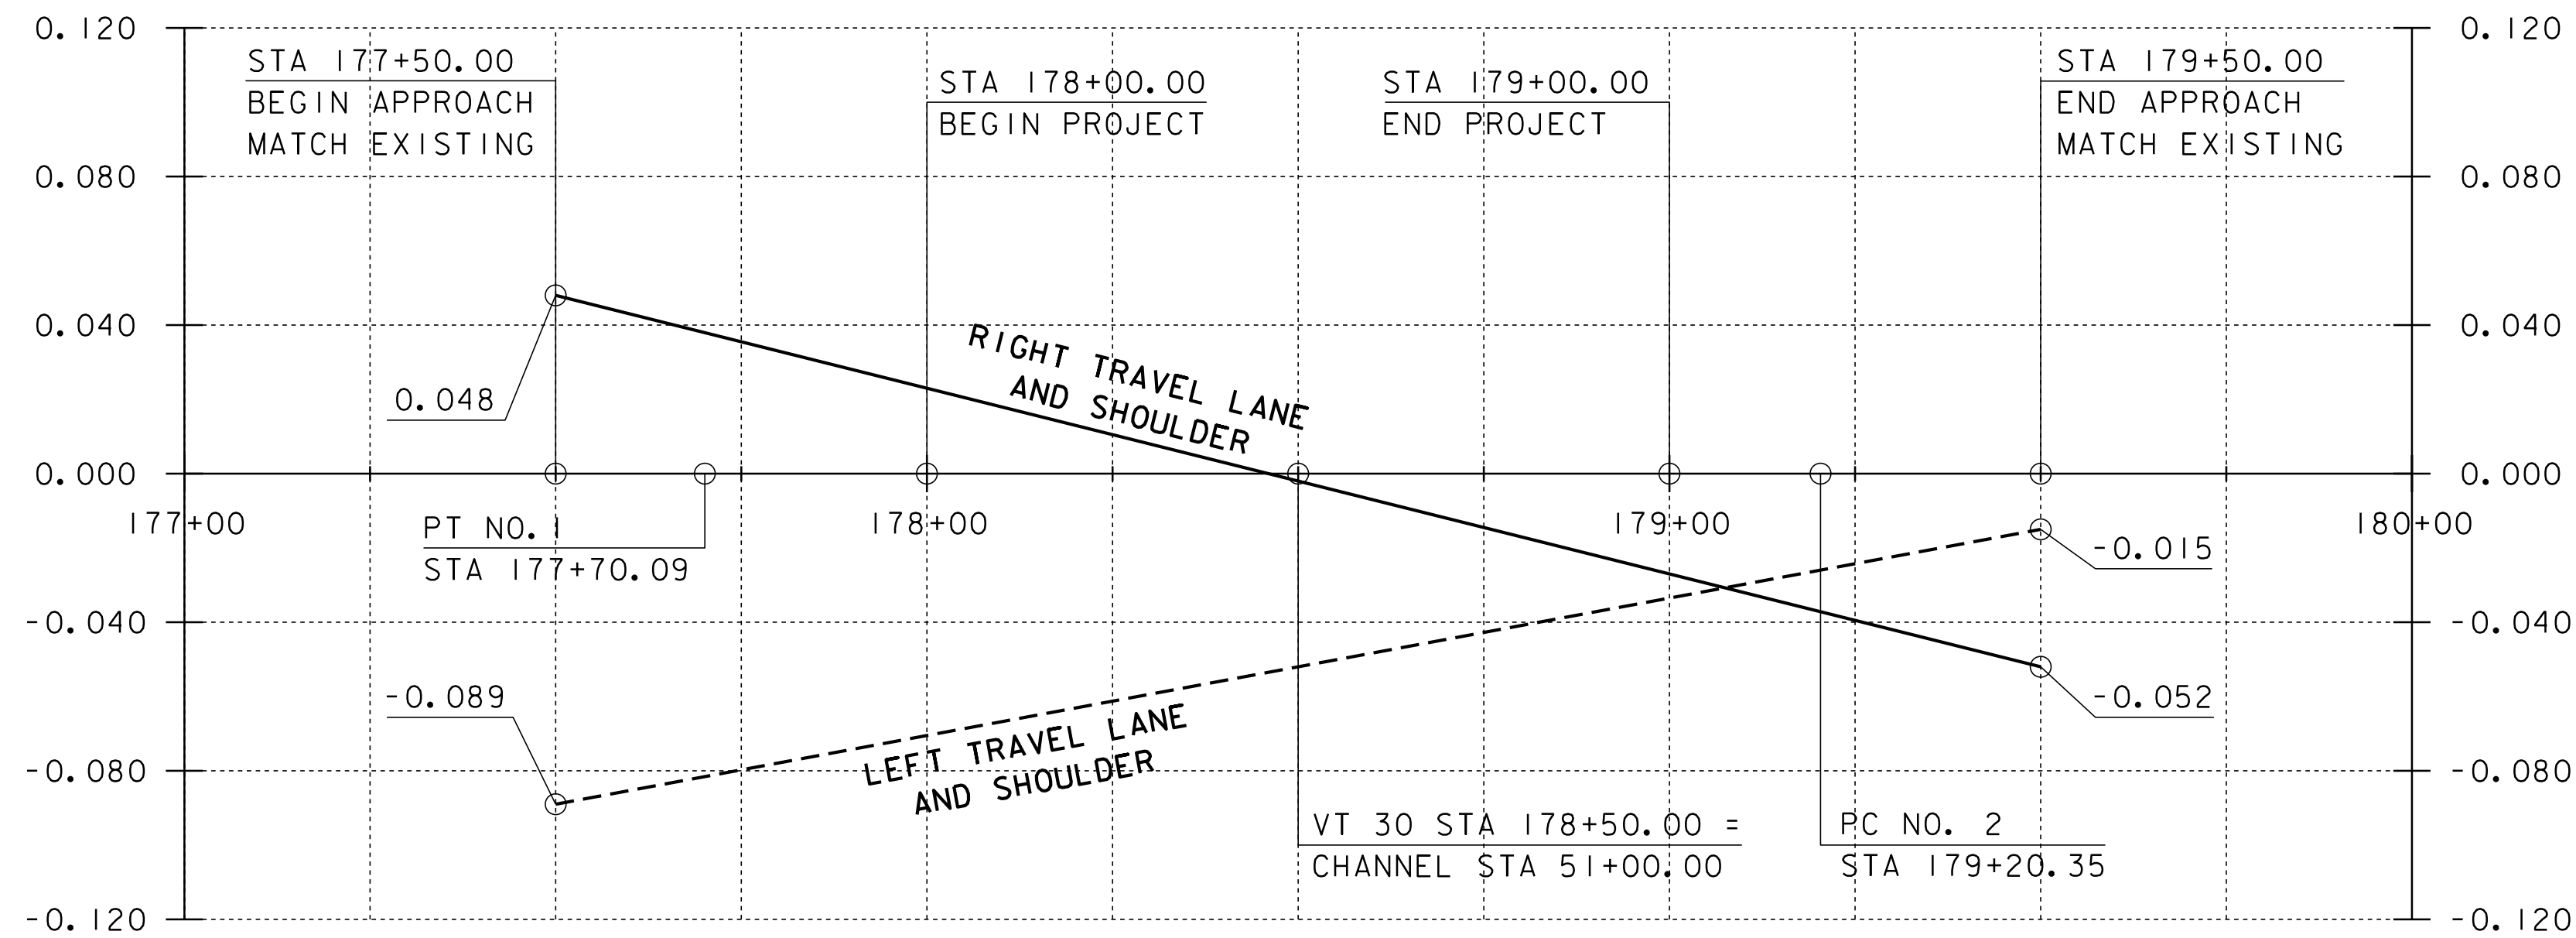 0.120
0.080
0.040
0.000
-0.040
-0.080
-0.120
STA 177+50.00
BEGIN APPROACH
MATCH EXISTING
STA 178+00.00
BEGIN PROJECT
STA 179+00.00
END PROJECT
STA 179+50.00
END APPROACH
MATCH EXISTING
0.048
RIGHT TRAVEL LANE
AND SHOULDER
177+00
178+00
179+00
180+00
PT NO. 1
STA 177+70.09
-0.015
-0.089
-0.052
LEFT TRAVEL LANE
AND SHOULDER
VT 30 STA 178+50.00 =
CHANNEL STA 51+00.00
PC NO. 2
STA 179+20.35
0.120
0.080
0.040
0.000
-0.040
-0.080
-0.120